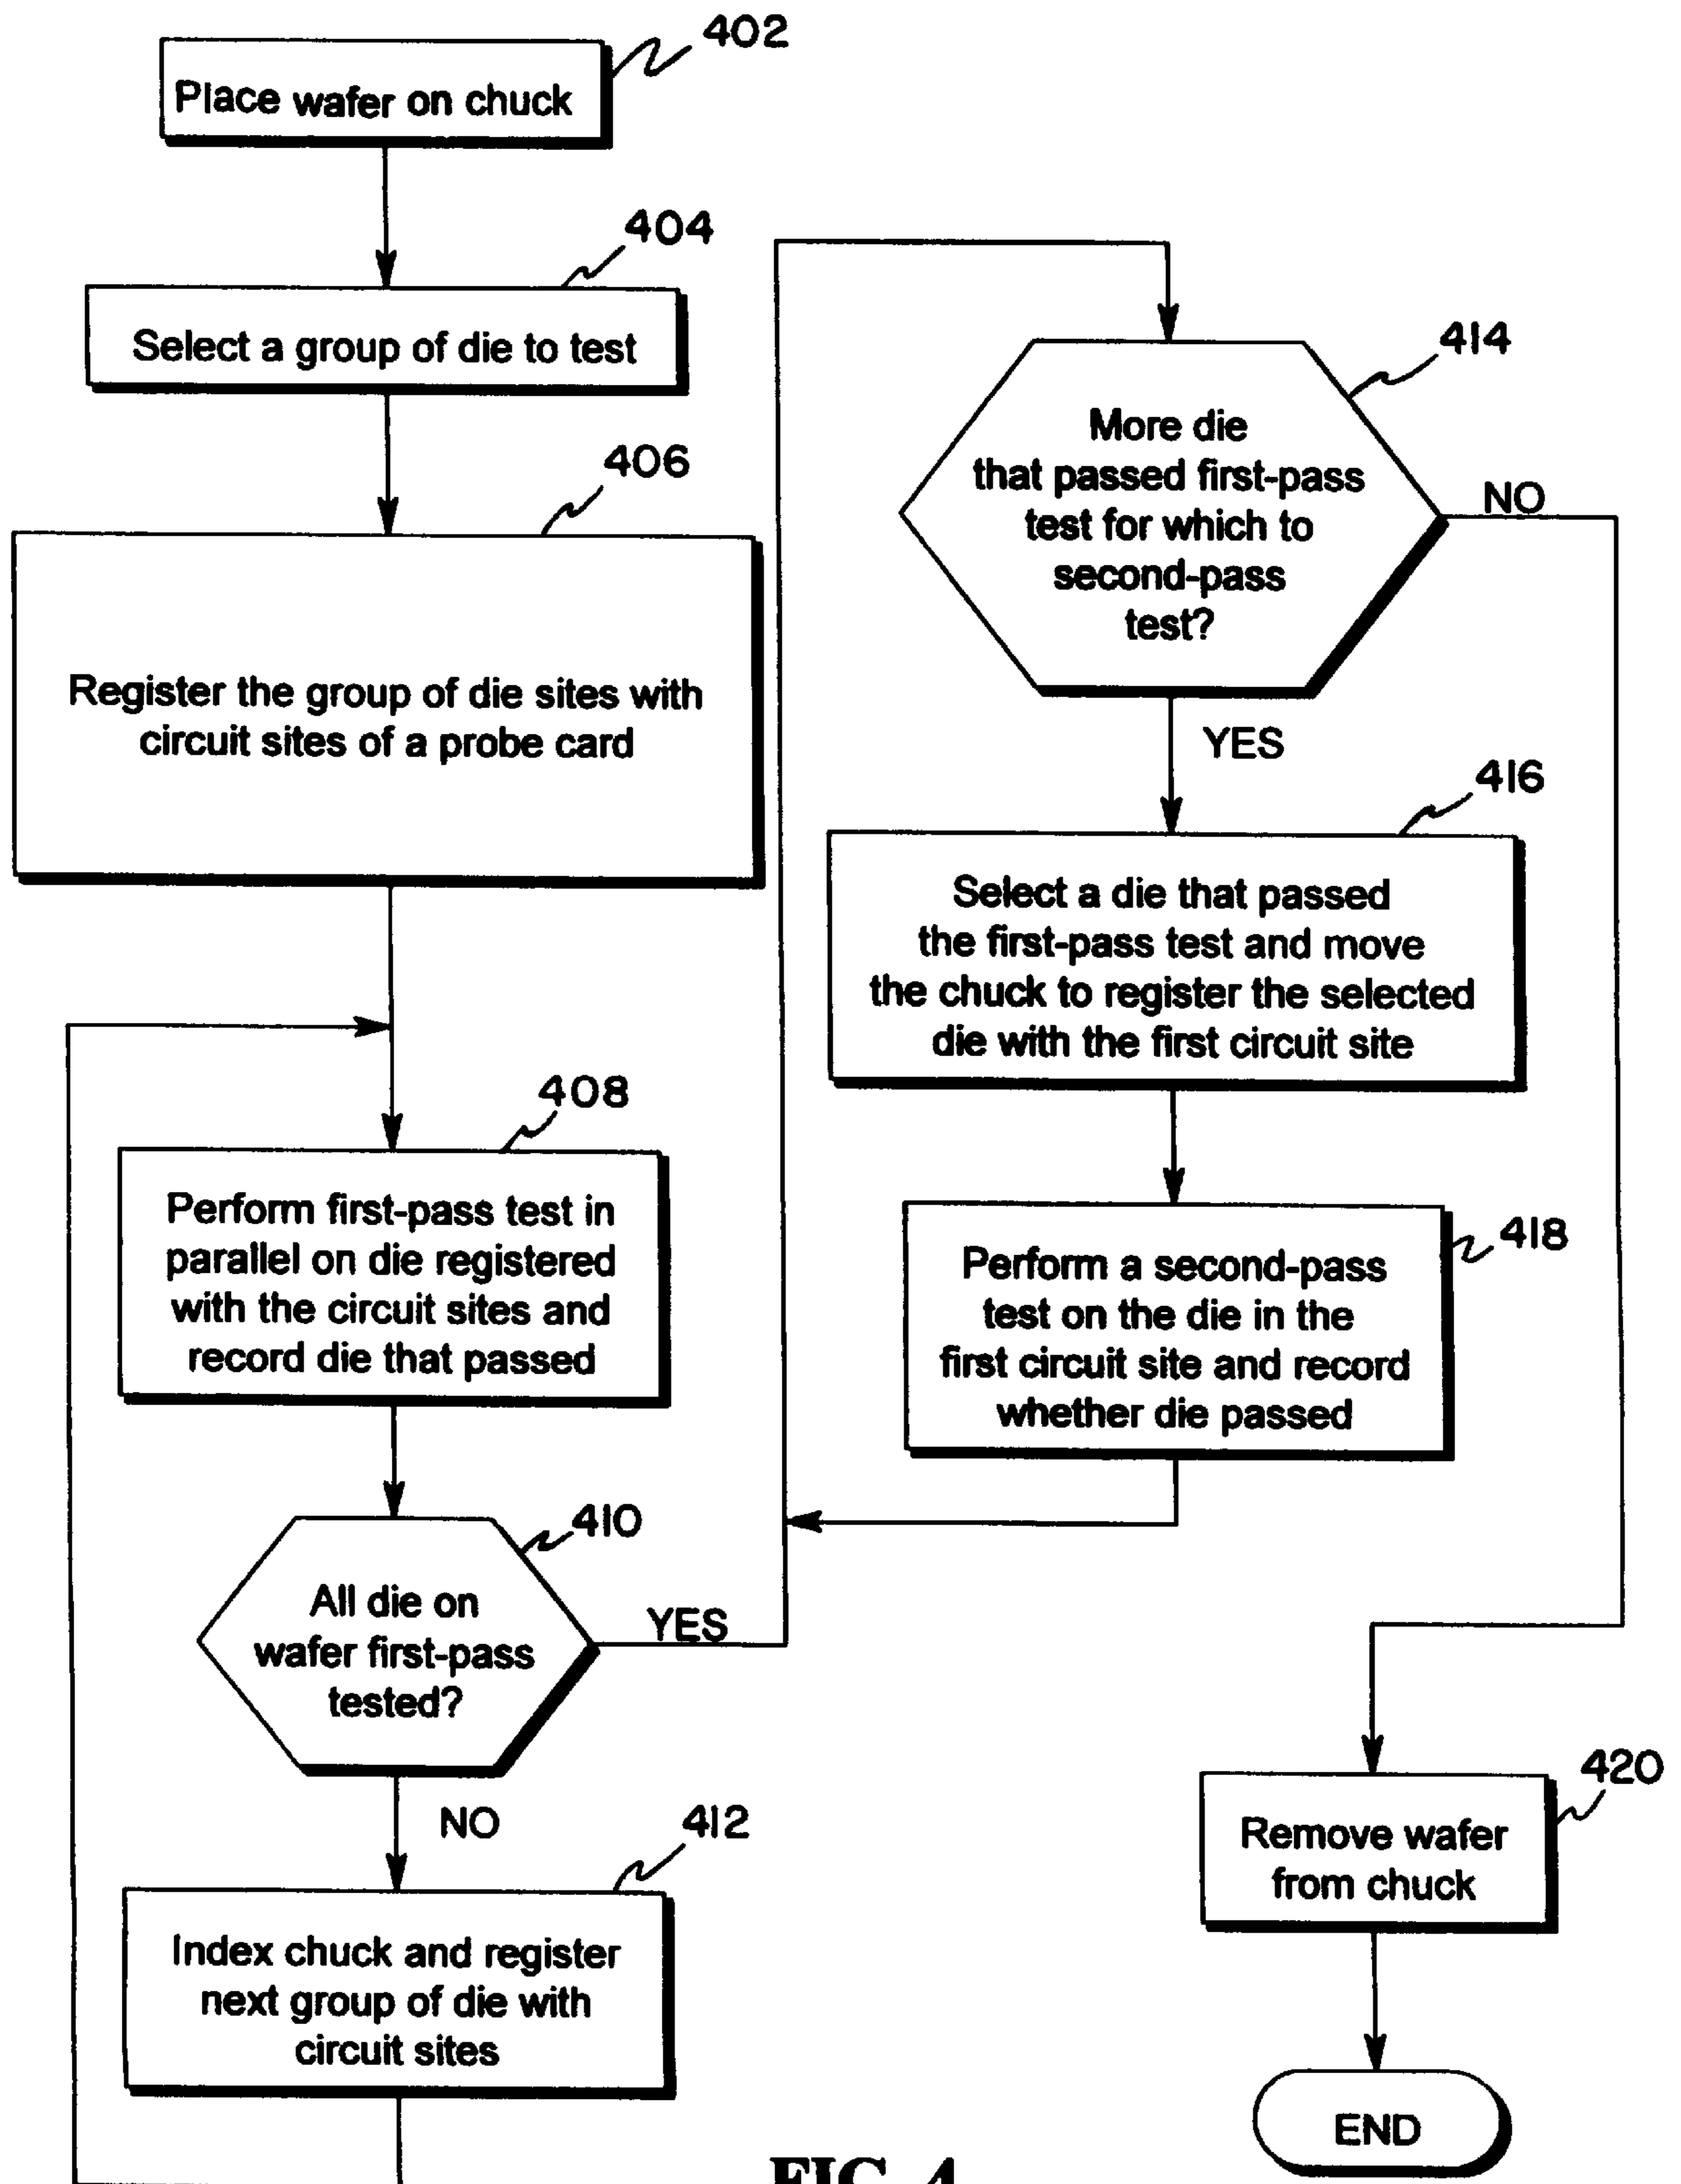 402
Place wafer on chuck
404
Select a group of die to test
406
Register the group of die sites with
circuit sites of a probe card
408
Perform first-pass test in
parallel on die registered
with the circuit sites and
record die that passed
410
All die on
wafer first-pass
tested?
YES
NO
412
Index chuck and register
next group of die with
circuit sites
414
More die
that passed first-pass
test for which to
second-pass
test?
NO
YES
416
Select a die that passed
the first-pass test and move
the chuck to register the selected
die with the first circuit site
418
Perform a second-pass
test on the die in the
first circuit site and record
whether die passed
420
Remove wafer
from chuck
END
FIG. 4